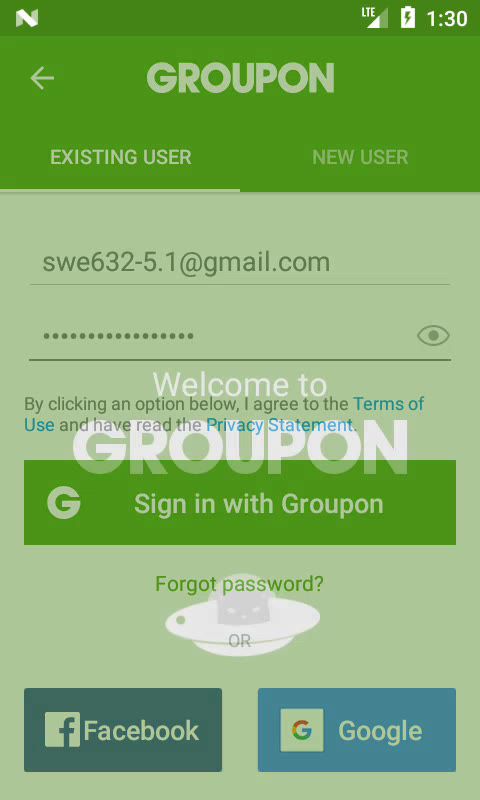 LTE 1:30
GROUPON
EXISTING USER NEW USER
swe632-5.1@gmail.com
•••••••••••••••••
Welcome to
By clicking an option below, I agree to the Terms of
Use and have read the Privacy Statement.
GROUPON
G Sign in with Groupon
Forgot password?
OR
f Facebook G Google